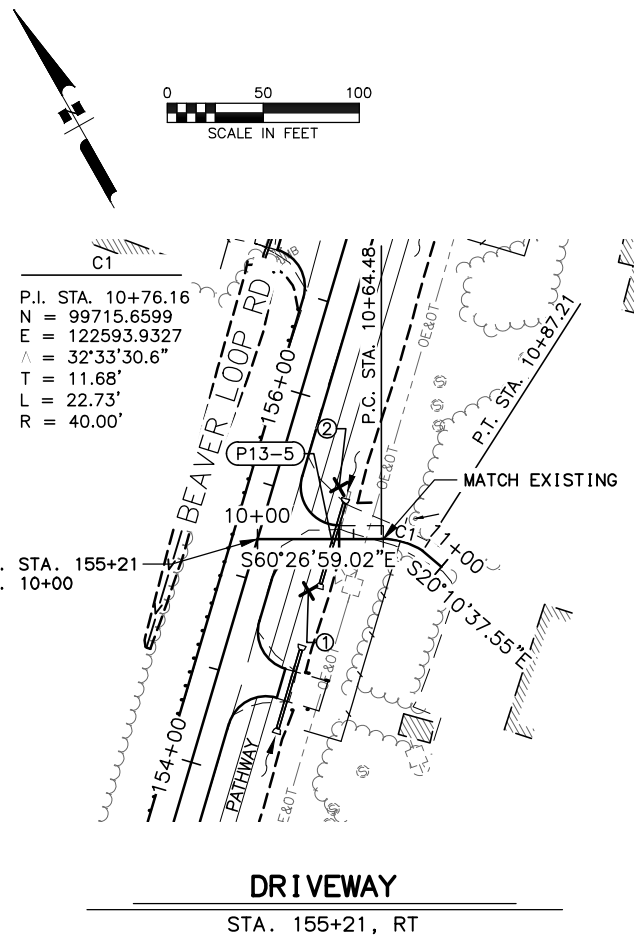 0 50 100
SCALE IN FEET
C1
P.I. STA. 10+76.16
N = 99715.6599
E = 122593.9327
∧ = 32°33'30.6"
T = 11.68'
L = 22.73'
R = 40.00'
BEAVER LOOP RD
156+00
P.C. STA. 10+64.48
OE&OT
P.T. STA. 10+87.21
2
P13-5
OE&OT
MATCH EXISTING
10+00
C1
11+00
. STA. 155+21
. 10+00
S60°26'59.02"E
S20°10'37.55"E
1
OE&OT
154+00
PATHWAY
E&OT
DRIVEWAY
STA. 155+21, RT